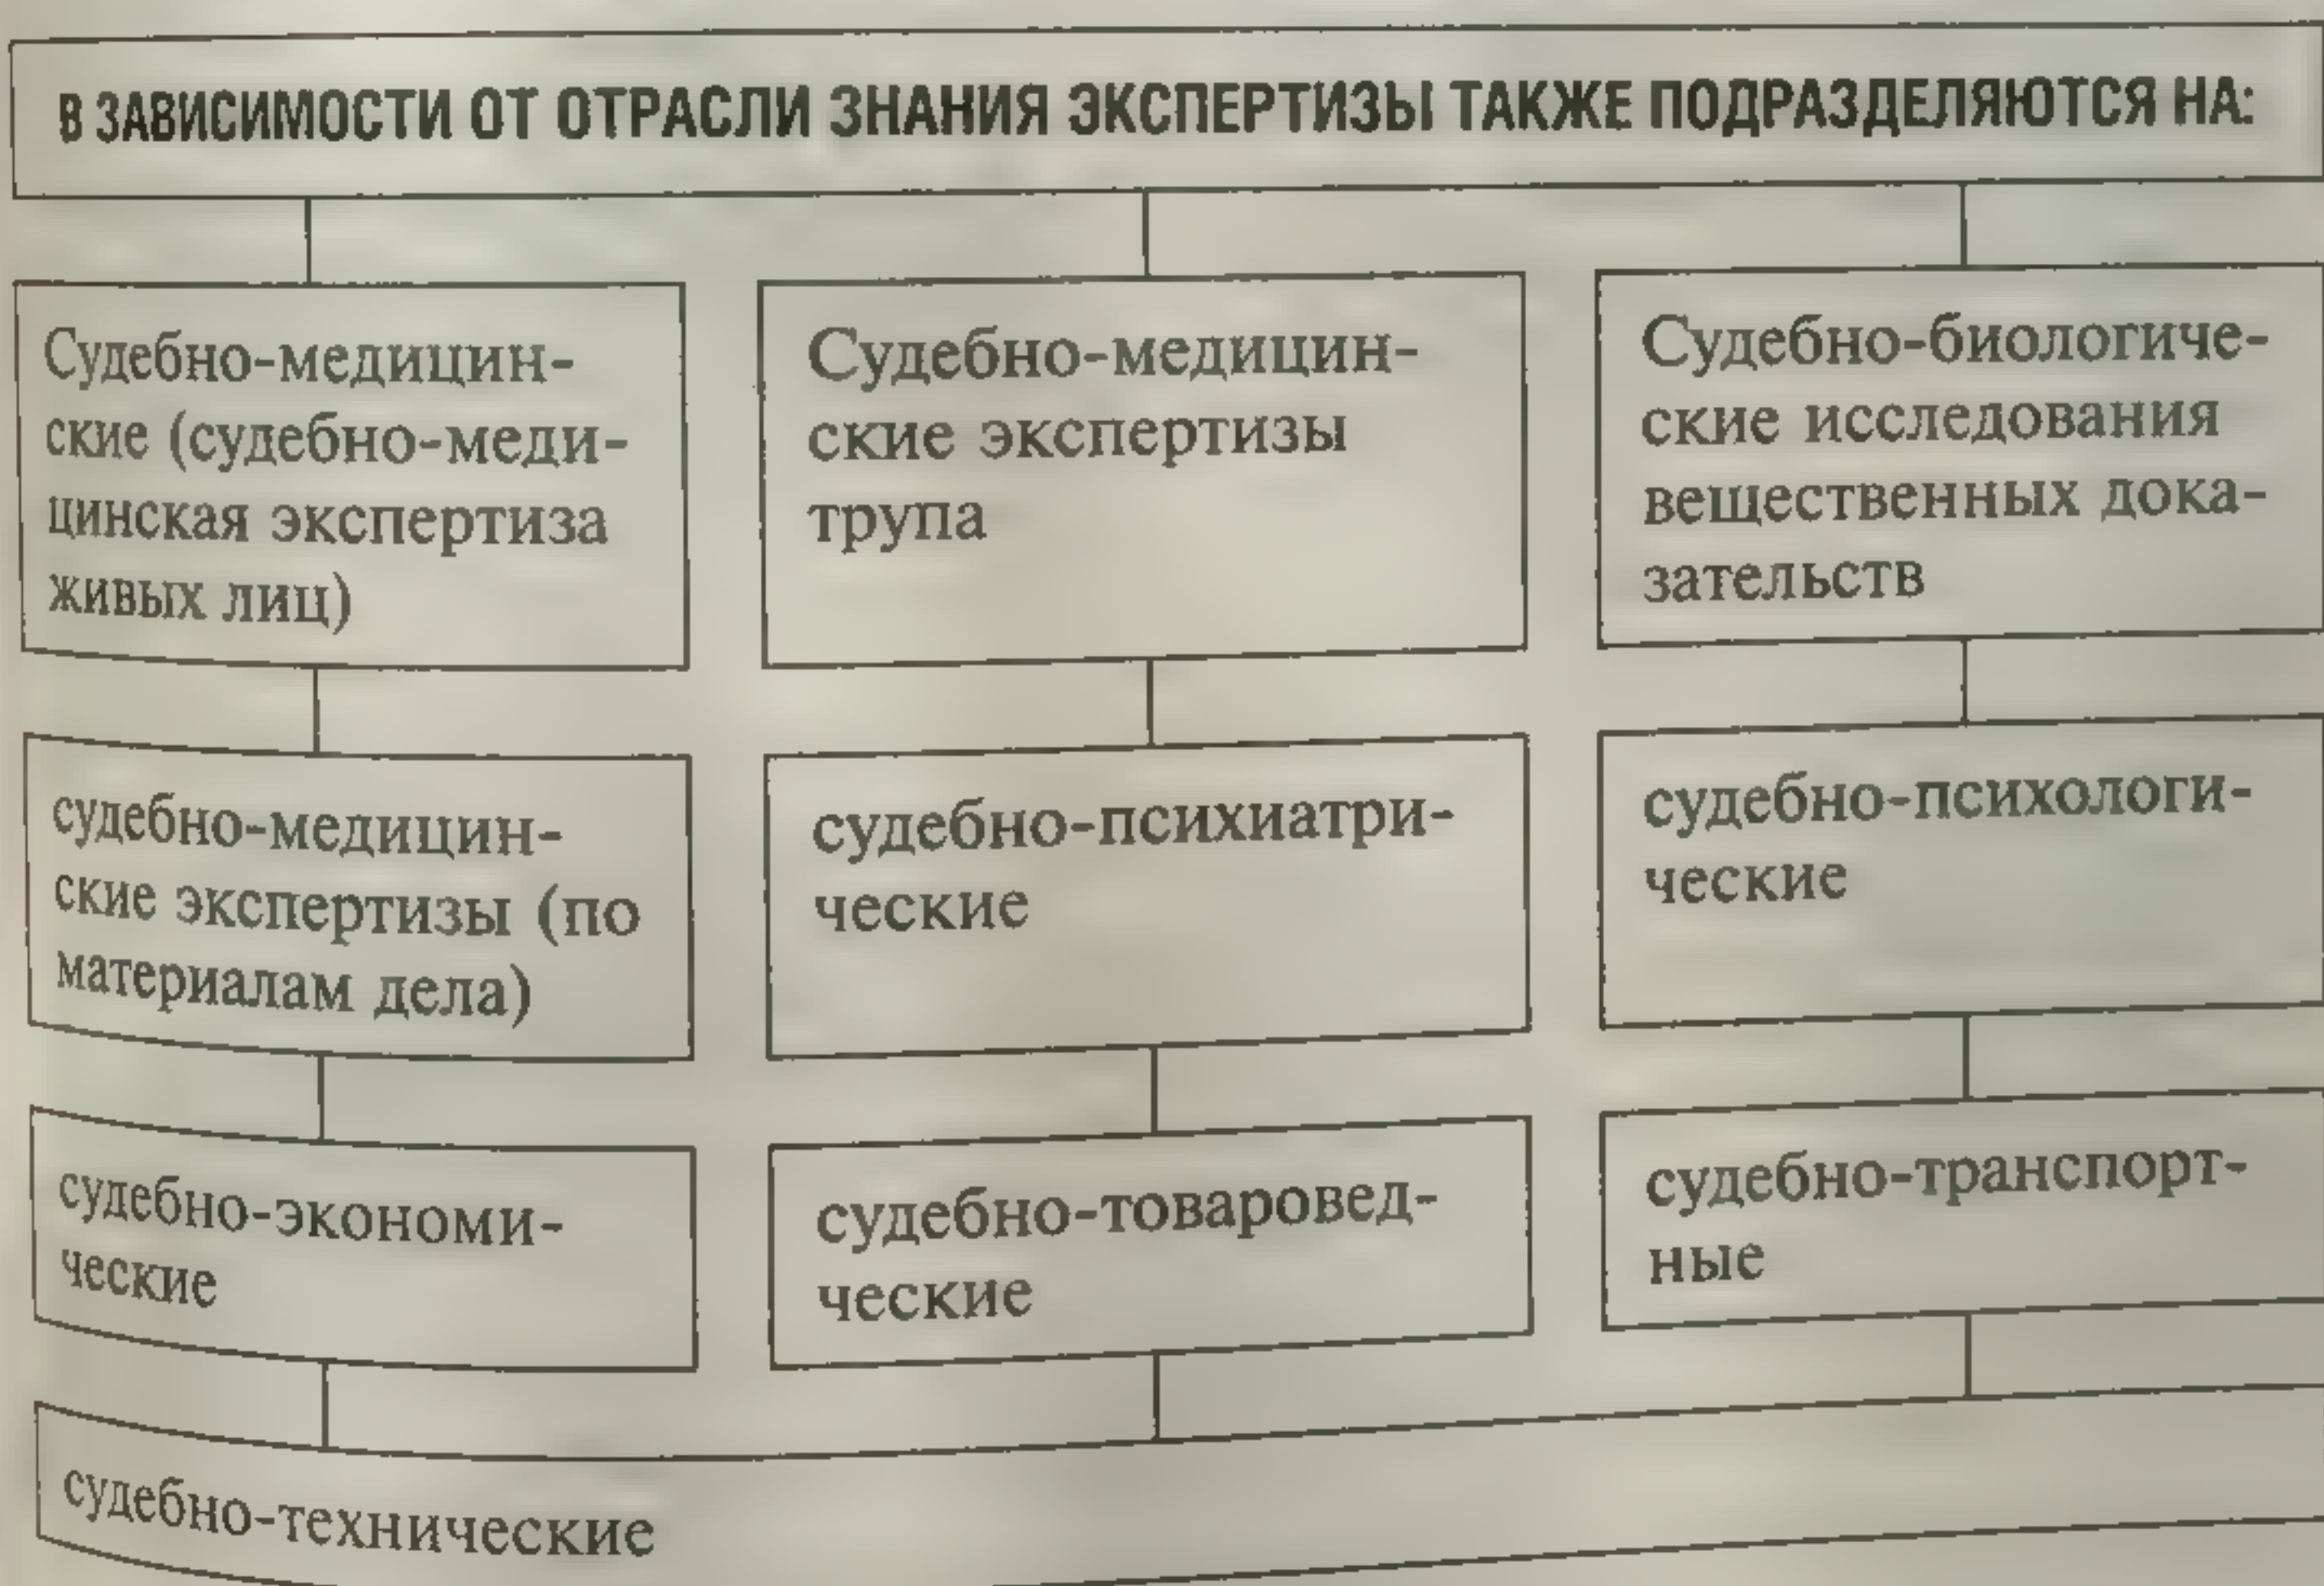 В ЗАВИСИМОСТИ ОТ ОТРАСЛИ ЗНАНИЯ ЭКСПЕРТИЗЫ ТАКЖЕ ПОДРАЗДЕЛЯЮТСЯ НА:
Судебно-медицин-
ские (судебно-меди-
цинская экспертиза
живых лиц)
Судебно-медицин-
ские экспертизы
трупа
Судебно-биологиче-
ские исследования
вещественных дока-
зательств
судебно-медицин-
ские экспертизы (по
материалам дела)
судебно-психиатри-
ческие
судебно-психологи-
ческие
судебно-экономи-
ческие
судебно-товаровед-
ческие
судебно-транспорт-
ные
судебно-технические